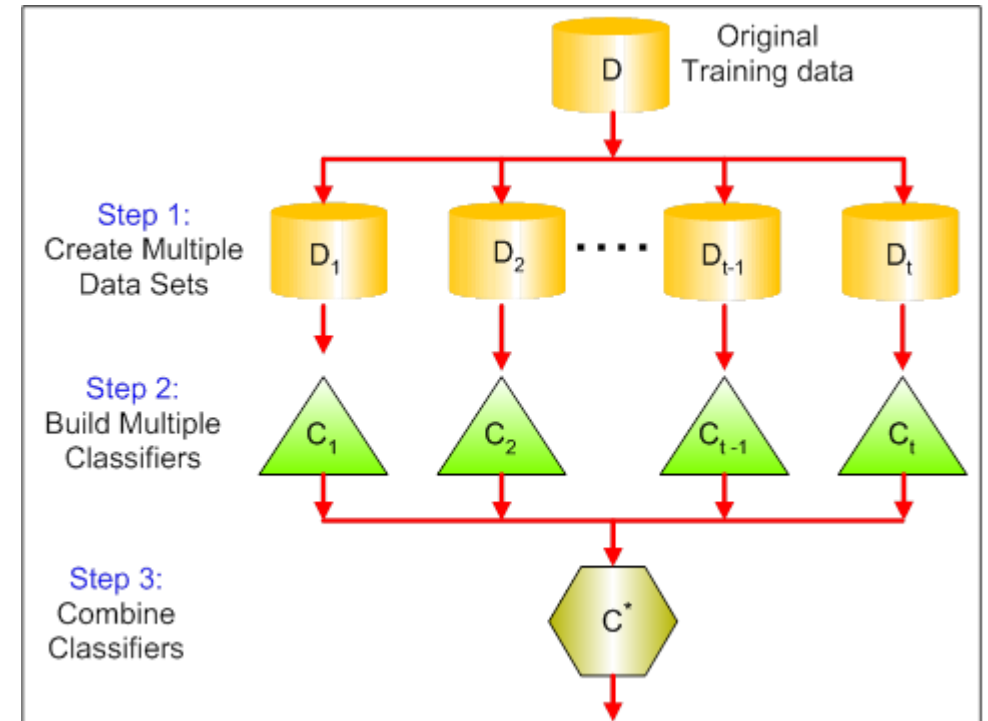 Original
Training data
D
Step 1:
Create Multiple
Data Sets
D₁
D₂
....
Dₜ₋₁
Dₜ
Step 2:
Build Multiple
Classifiers
C₁
C₂
Cₜ₋₁
Cₜ
Step 3:
Combine
Classifiers
C*